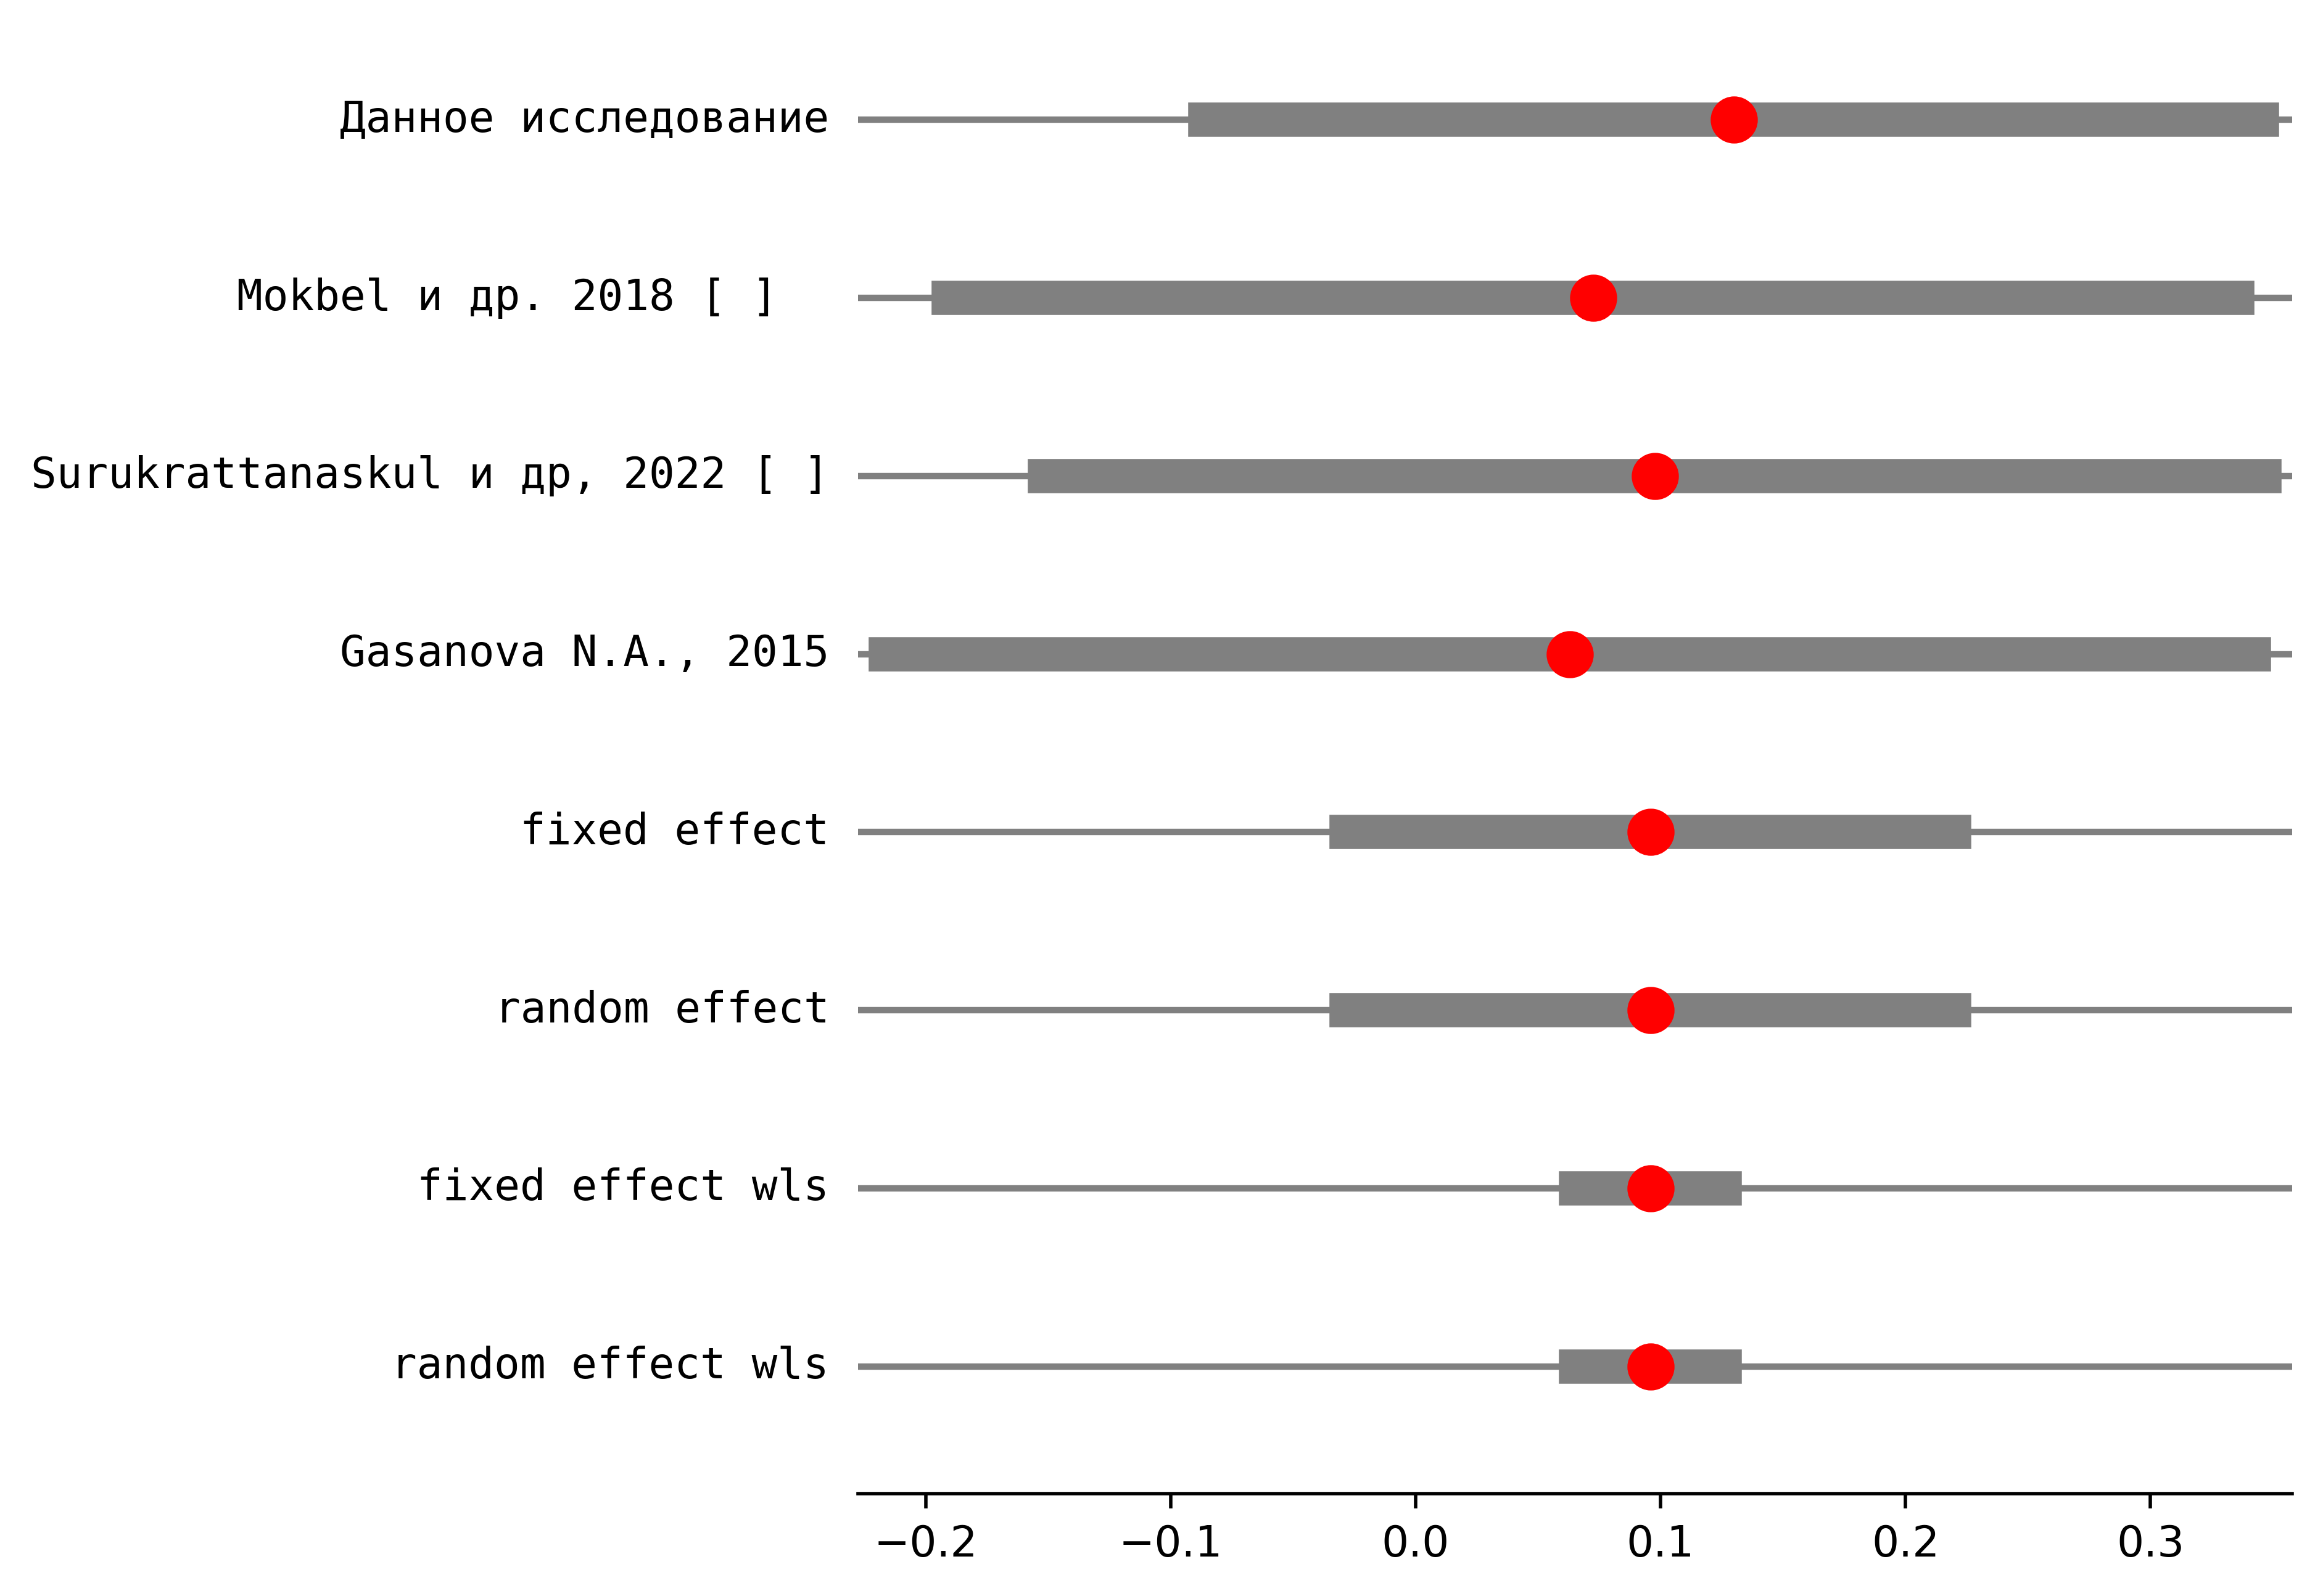 Данное исследование
Mokbel и др. 2018 [ ]
Surukrattanaskul и др, 2022 [ ]
Gasanova N.A., 2015
fixed effect
random effect
fixed effect wls
random effect wls
−0.2 −0.1 0.0 0.1 0.2 0.3